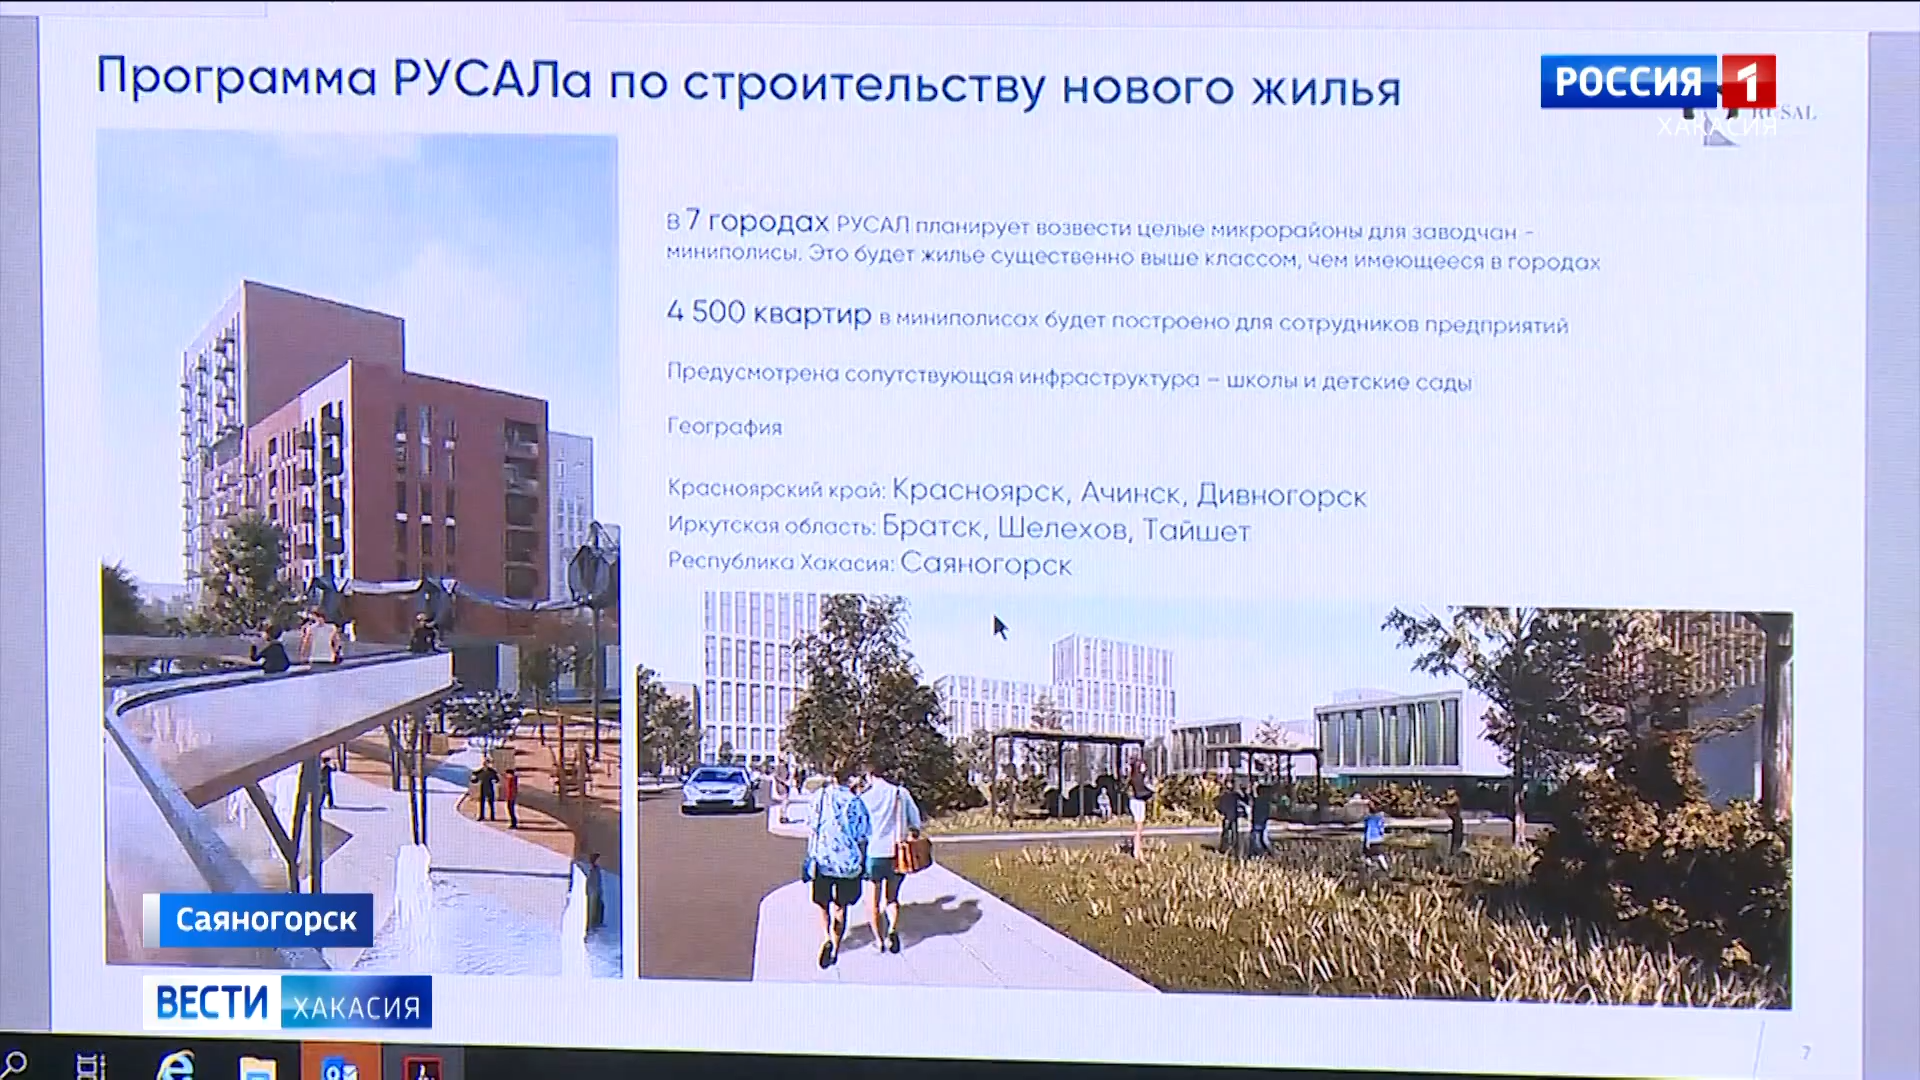 Программа РУСАЛа по строительству нового жилья
РОССИЯ 1
ХАКАСИЯ
RUSAL
в 7 городах РУСАЛ планирует возвести целые микрорайоны для заводчан -
миниполисы. Это будет жилье существенно выше классом, чем имеющееся в городах
4 500 квартир в миниполисах будет построено для сотрудников предприятий
Предусмотрена сопутствующая инфраструктура – школы и детские сады
География
Красноярский край: Красноярск, Ачинск, Дивногорск
Иркутская область: Братск, Шелехов, Тайшет
Республика Хакасия: Саяногорск
Саяногорск
ВЕСТИ ХАКАСИЯ
7